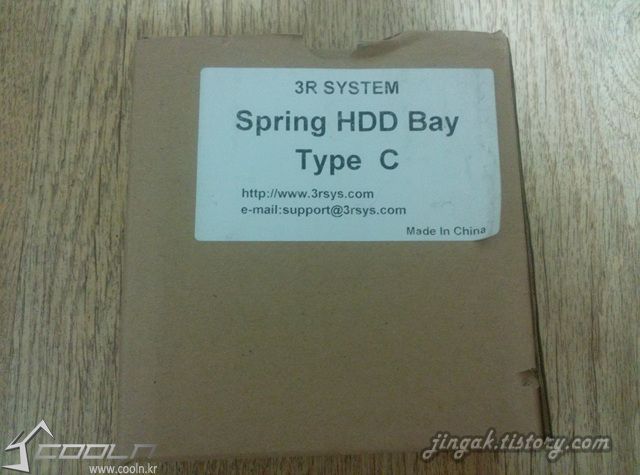 3R SYSTEM
Spring HDD Bay
Type C
http://www.3rsys.com
e-mail:support@3rsys.com
Made In China
COOLN
www.cooln.kr
jingak.tistory.com